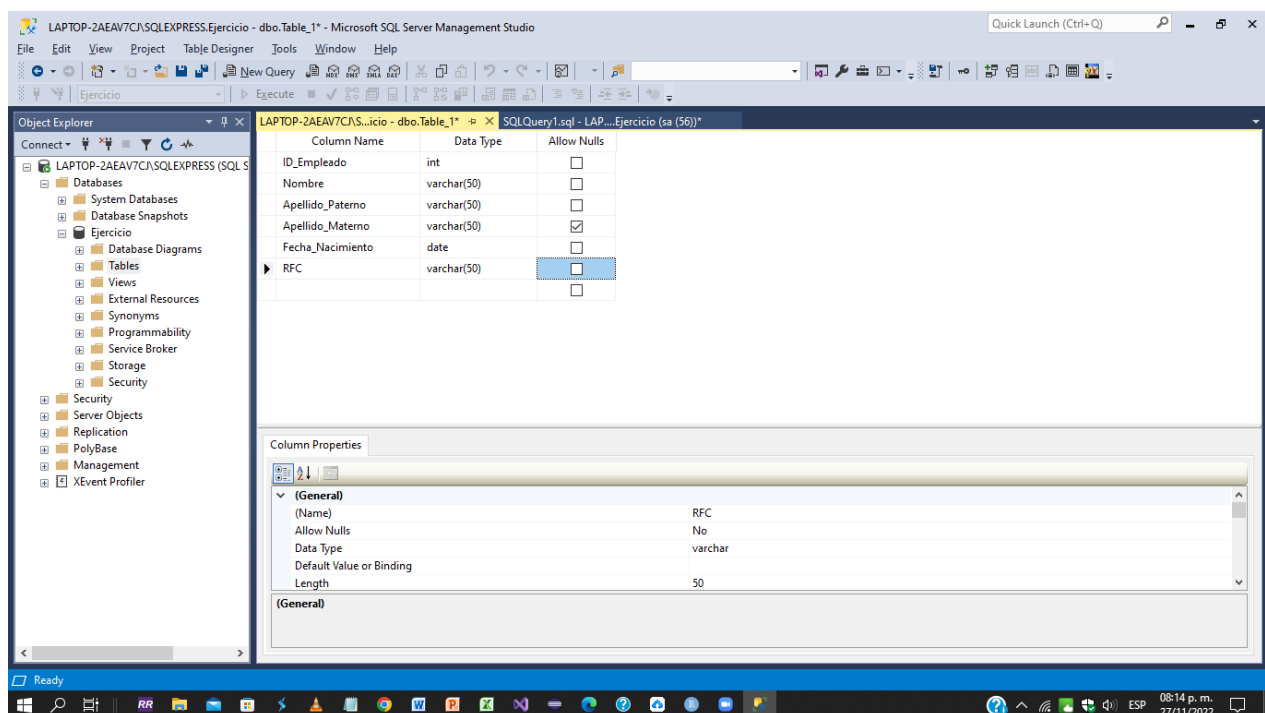 LAPTOP-2AEAV7CJ\SQLEXPRESS.Ejercicio - dbo.Table_1* - Microsoft SQL Server Management Studio
Quick Launch (Ctrl+Q)
File Edit View Project Table Designer Tools Window Help
New Query
Ejercicio Execute
Object Explorer
LAPTOP-2AEAV7CJ\S...icio - dbo.Table_1* SQLQuery1.sql - LAP....Ejercicio (sa (56))*
Connect
LAPTOP-2AEAV7CJ\SQLEXPRESS (SQL S
Databases
System Databases
Database Snapshots
Ejercicio
Database Diagrams
Tables
Views
External Resources
Synonyms
Programmability
Service Broker
Storage
Security
Security
Server Objects
Replication
PolyBase
Management
XEvent Profiler
Column Name Data Type Allow Nulls
ID_Empleado int
Nombre varchar(50)
Apellido_Paterno varchar(50)
Apellido_Materno varchar(50)
Fecha_Nacimiento date
RFC varchar(50)
Column Properties
(General)
(Name) RFC
Allow Nulls No
Data Type varchar
Default Value or Binding
Length 50
(General)
Ready
ESP
08:14 p. m.
27/11/2022